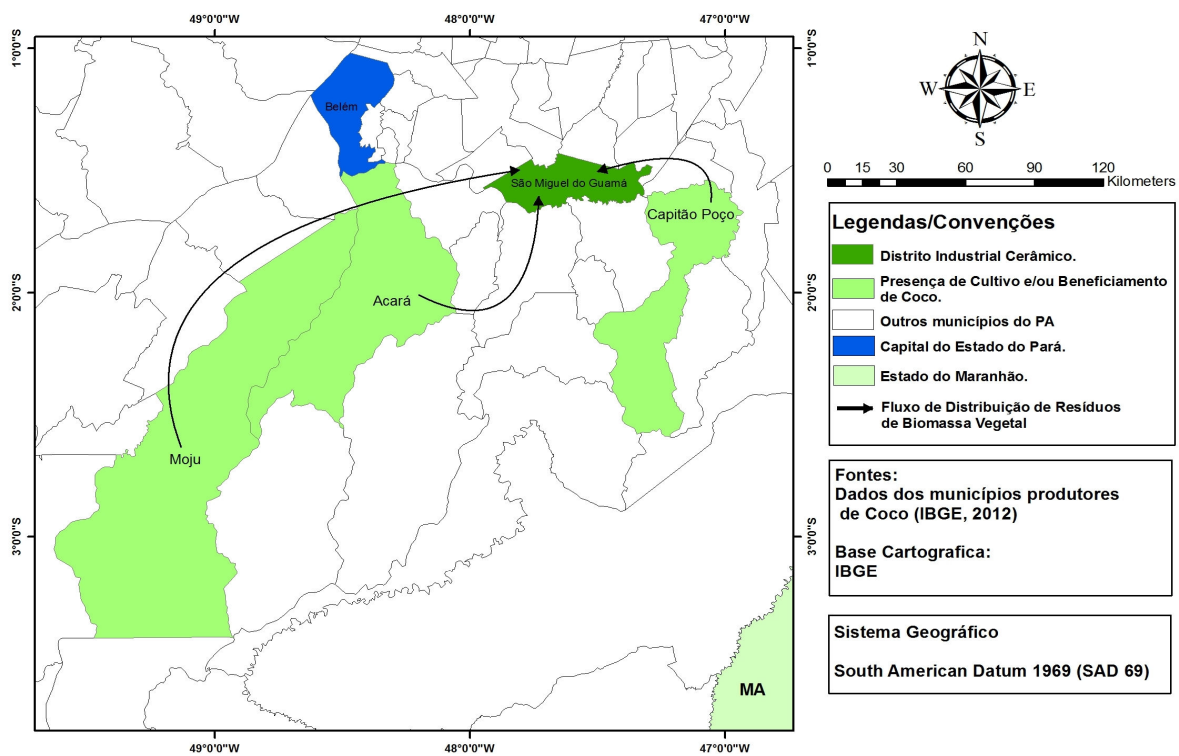 49°0'0"W 48°0'0"W 47°0'0"W
1°0'0"S
2°0'0"S
3°0'0"S
Belém
São Miguel do Guamá
Capitão Poço
Acará
Moju
MA
1°0'0"S
2°0'0"S
3°0'0"S
49°0'0"W 48°0'0"W 47°0'0"W
N
W E
S
0 15 30 60 90 120
Kilometers
Legendas/Convenções
Distrito Industrial Cerâmico.
Presença de Cultivo e/ou Beneficiamento
de Coco.
Outros municípios do PA
Capital do Estado do Pará.
Estado do Maranhão.
Fluxo de Distribuição de Resíduos
de Biomassa Vegetal
Fontes:
Dados dos municípios produtores
de Coco (IBGE, 2012)
Base Cartografica:
IBGE
Sistema Geográfico
South American Datum 1969 (SAD 69)